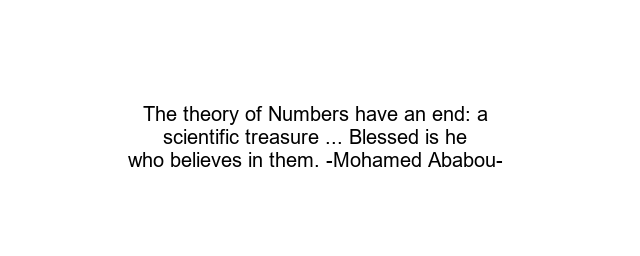 The theory of Numbers have an end: a
scientific treasure ... Blessed is he
who believes in them. -Mohamed Ababou-